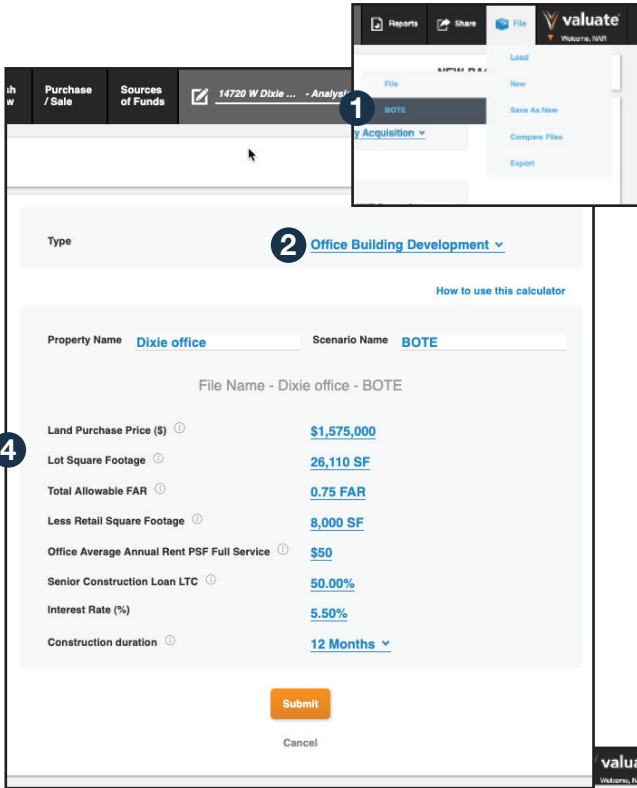 Reports Share File valuate
Welcome, NAR
Load
File New
1 BOTE Save As New
y Acquisition Compare Files
Export
Purchase / Sale
Sources of Funds
14720 W Dixie ... - Analysis
2
Type Office Building Development
How to use this calculator
Property Name Dixie office Scenario Name BOTE
File Name - Dixie office - BOTE
4
Land Purchase Price ($) $1,575,000
Lot Square Footage 26,110 SF
Total Allowable FAR 0.75 FAR
Less Retail Square Footage 8,000 SF
Office Average Annual Rent PSF Full Service $50
Senior Construction Loan LTC 50.00%
Interest Rate (%) 5.50%
Construction duration 12 Months
Submit
Cancel
valua